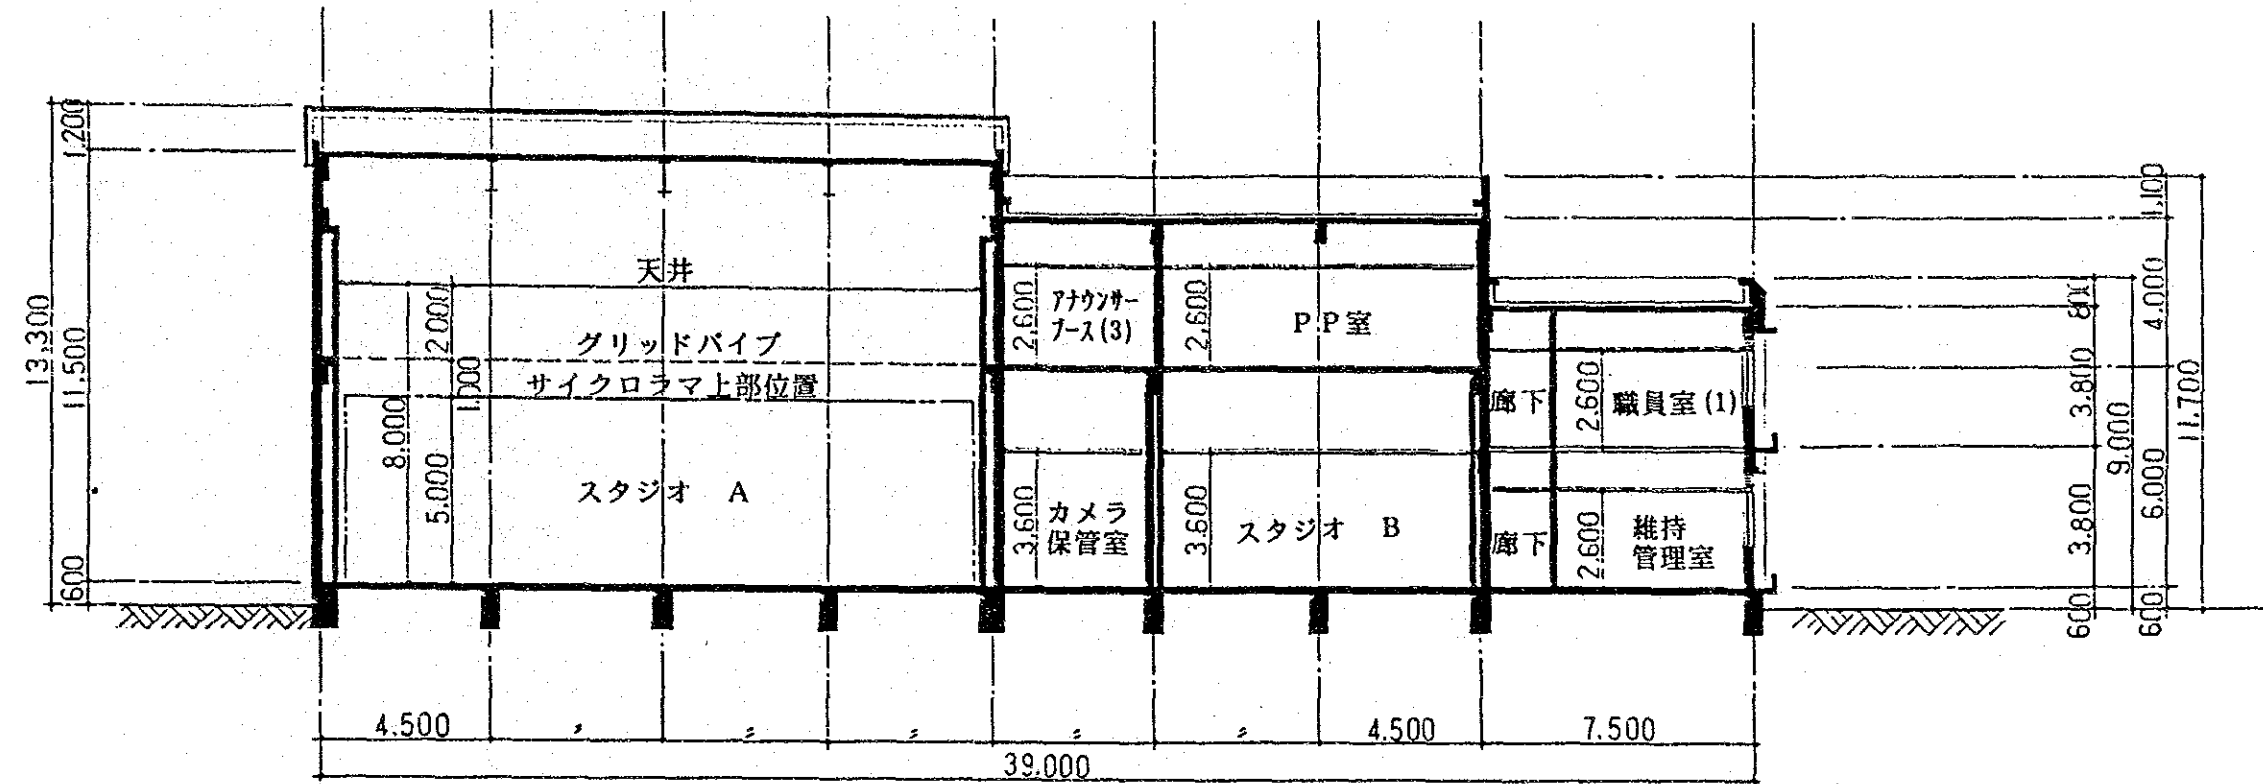 1,200
13,300
11,500
600
天井
2,000
グリッドパイプ
サイクロラマ上部位置
1,000
8,000
5,000
スタジオ A
2,600
アナウンサー
ブース(3)
2,600
PP室
3,600
カメラ
保管室
3,600
スタジオ B
廊下
2,600
職員室(1)
廊下
2,600
維持
管理室
1,100
4,000
800
3,800
11,700
9,000
6,000
3,800
600
600
4,500
4,500
7,500
39,000